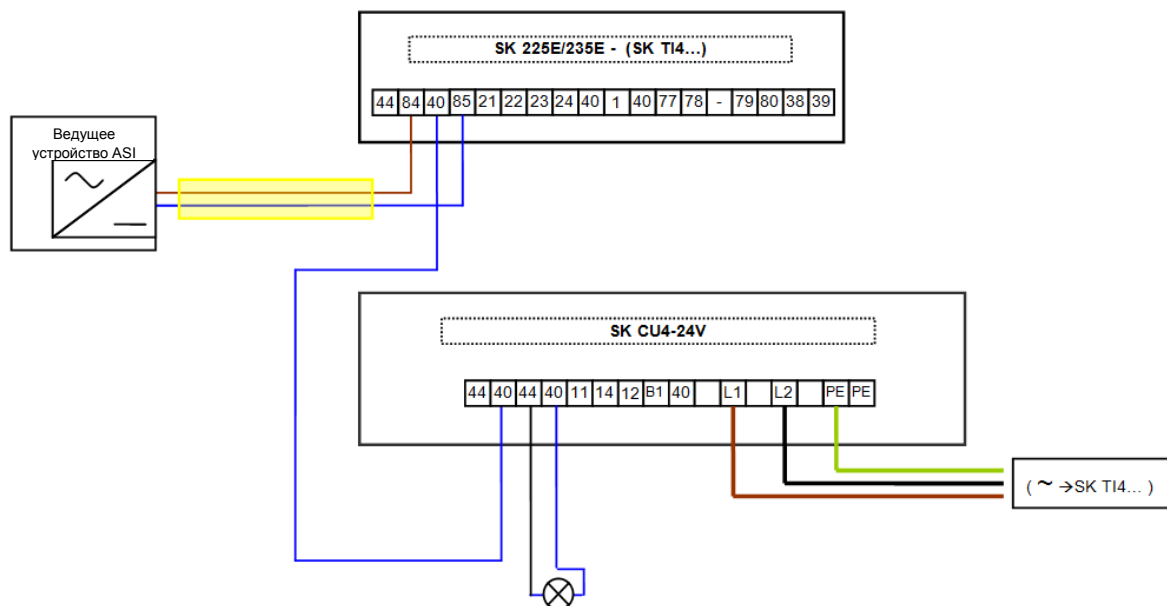 SK 225E/235E - (SK TI4...)
44 84 40 85 21 22 23 24 40 1 40 77 78 - 79 80 38 39
Ведущее
устройство ASI
SK CU4-24V
44 40 44 40 11 14 12 B1 40 L1 L2 PE PE
( ~ →SK TI4... )